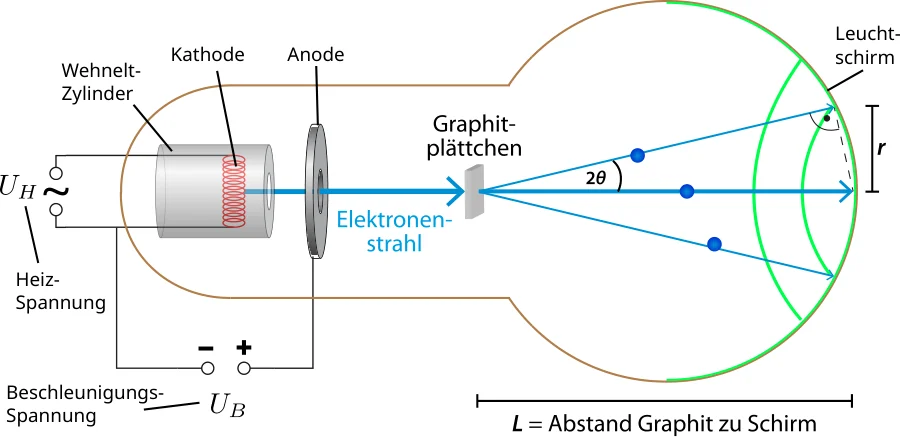 Leucht-
schirm
Kathode
Anode
Wehnelt-
Zylinder
Graphit-
plättchen
r
2θ
U_H
~
Elektronen-
strahl
Heiz-
Spannung
− +
Beschleunigungs-
Spannung
U_B
L = Abstand Graphit zu Schirm